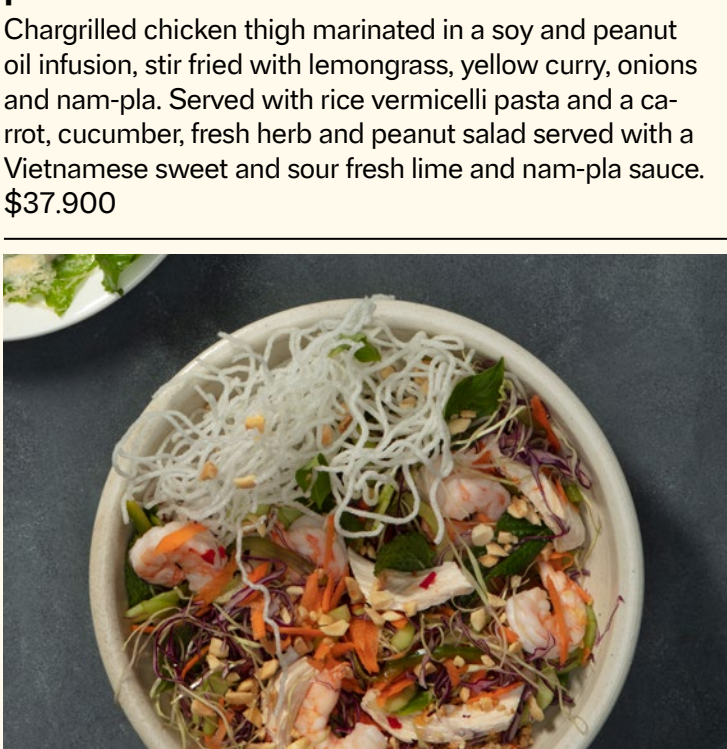 Chargrilled chicken thigh marinated in a soy and peanut
oil infusion, stir fried with lemongrass, yellow curry, onions
and nam-pla. Served with rice vermicelli pasta and a ca-
rrot, cucumber, fresh herb and peanut salad served with a
Vietnamese sweet and sour fresh lime and nam-pla sauce.
$37.900